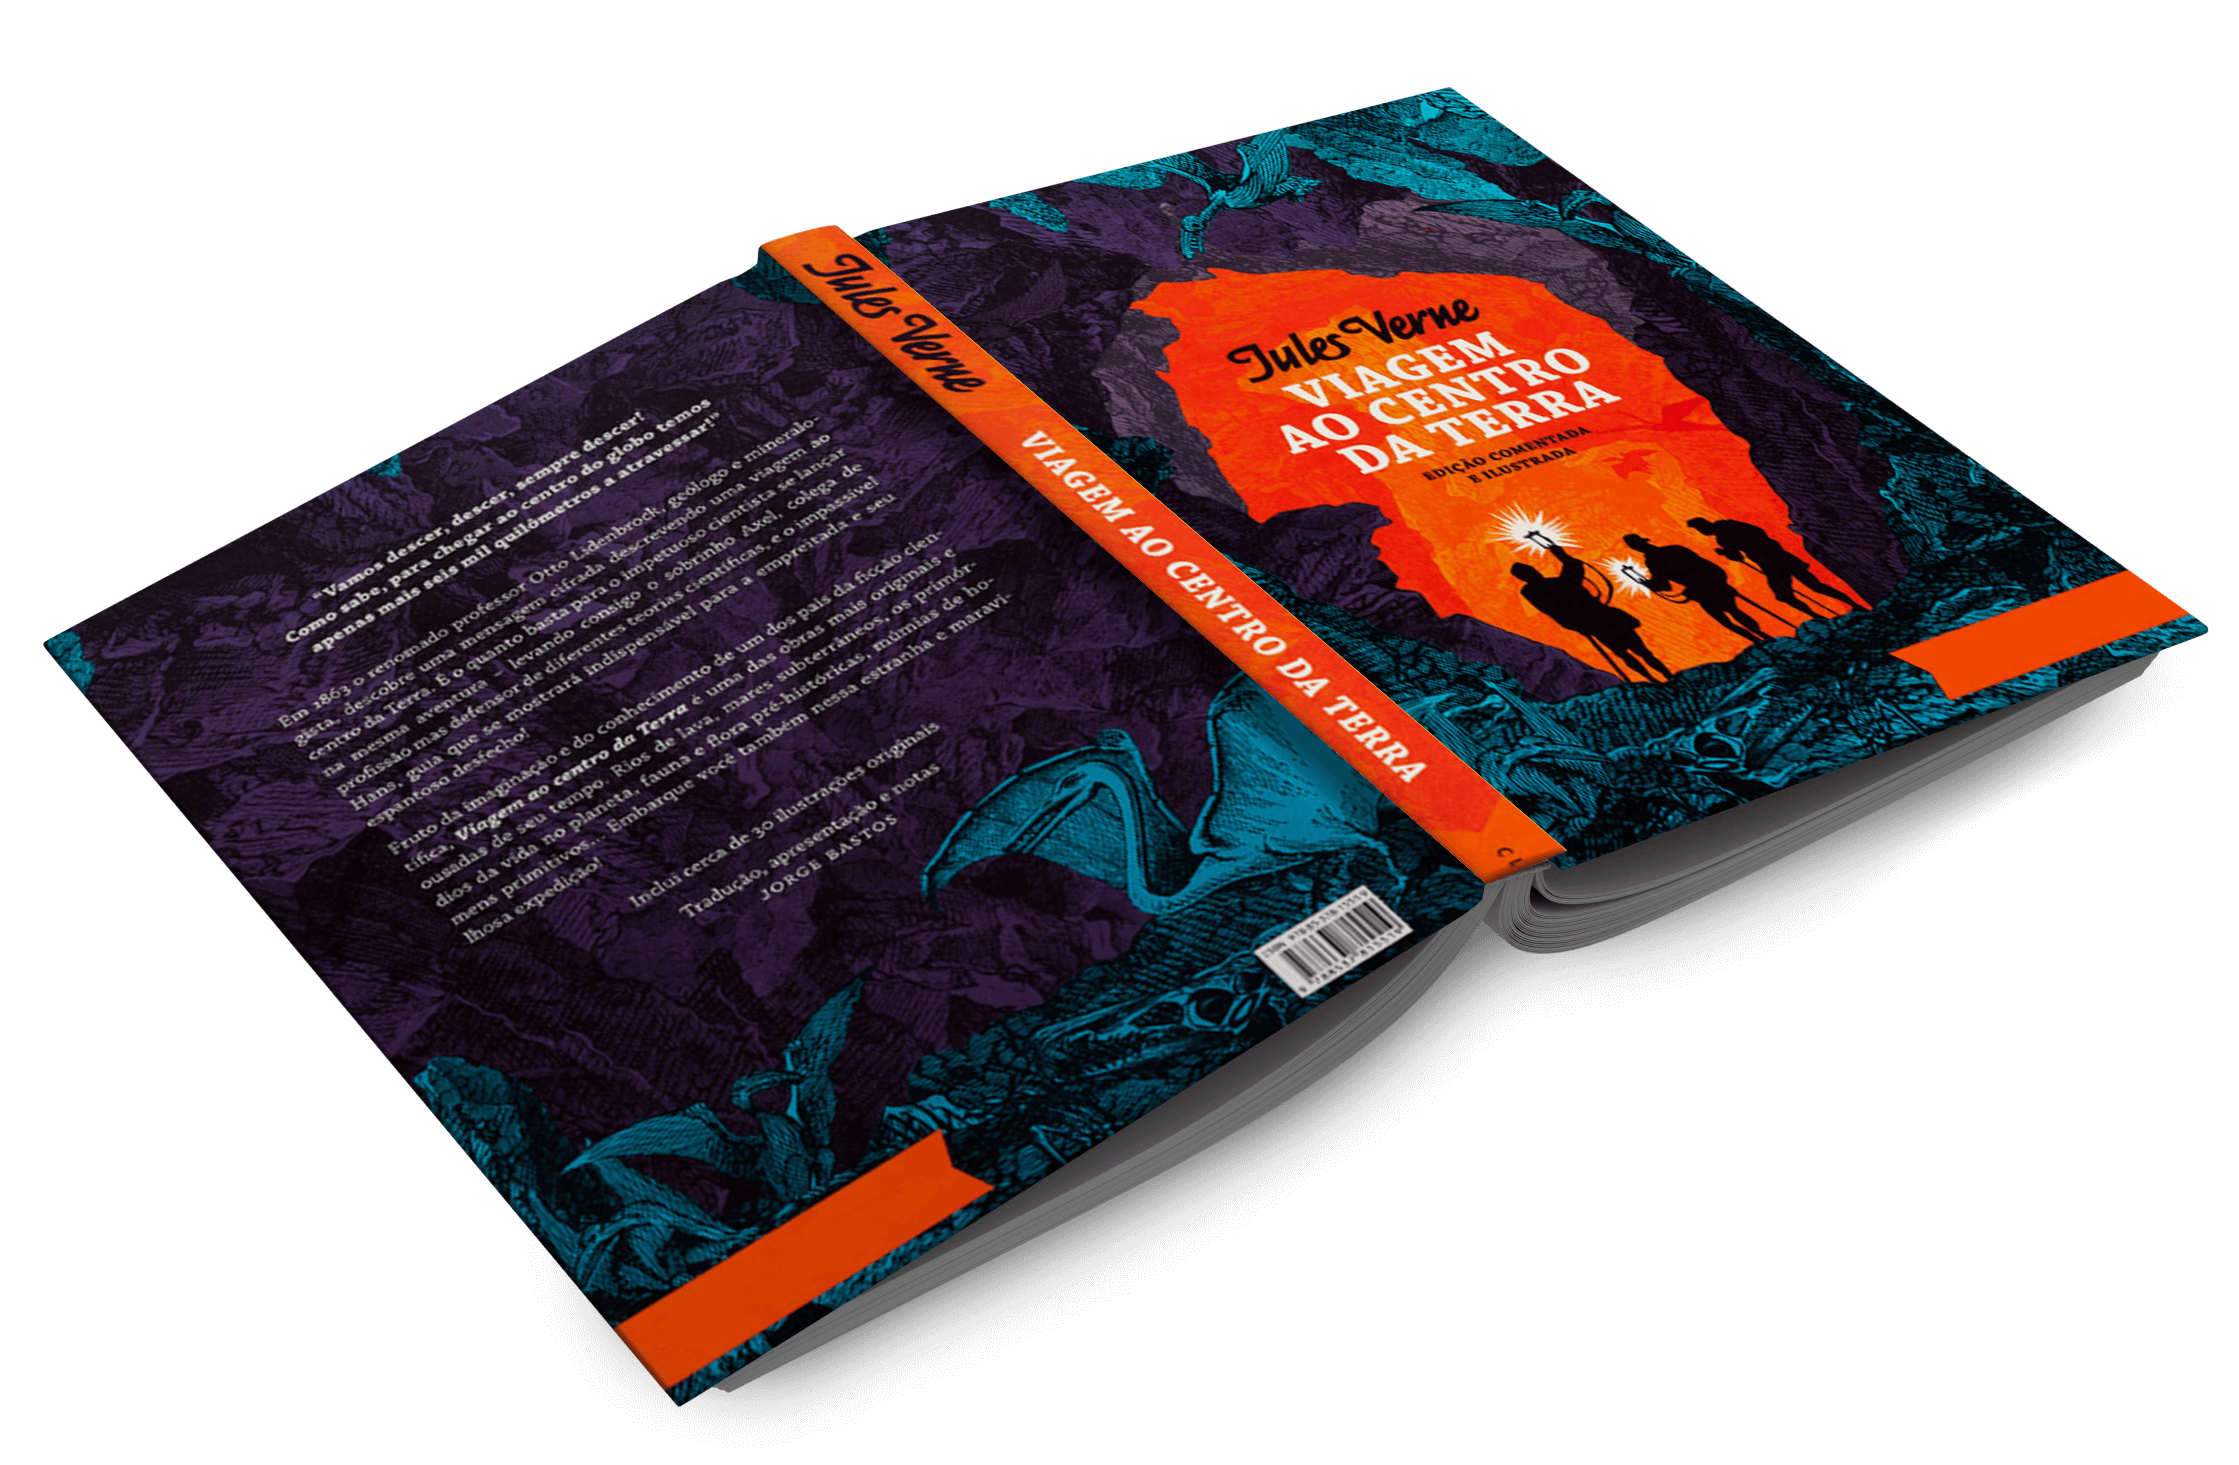 Jules Verne
VIAGEM
AO CENTRO
DA TERRA
EDIÇÃO COMENTADA
E ILUSTRADA
Jules Verne
VIAGEM AO CENTRO DA TERRA
“Vamos descer, descer, sempre descer!
Como sabe, para chegar ao centro do globo temos
apenas mais seis mil quilômetros a atravessar!”
Em 1863 o renomado professor Otto Lidenbrock, geólogo e mineralo-
gista, descobre uma mensagem cifrada descrevendo uma viagem ao
centro da Terra. É o quanto basta para o impetuoso cientista se lançar
na mesma aventura – levando consigo o sobrinho Axel, colega de
profissão mas defensor de diferentes teorias científicas, e o impassível
Hans, guia que se mostrará indispensável para a empreitada e seu
espantoso desfecho!
Fruto da imaginação e do conhecimento de um dos pais da ficção cien-
tífica, Viagem ao centro da Terra é uma das obras mais originais e
ousadas de seu tempo. Rios de lava, mares subterrâneos, os primór-
dios da vida no planeta, fauna e flora pré-históricas, múmias de ho-
mens primitivos... Embarque você também nessa estranha e maravi-
lhosa expedição!
Inclui cerca de 30 ilustrações originais
Tradução, apresentação e notas
JORGE BASTOS